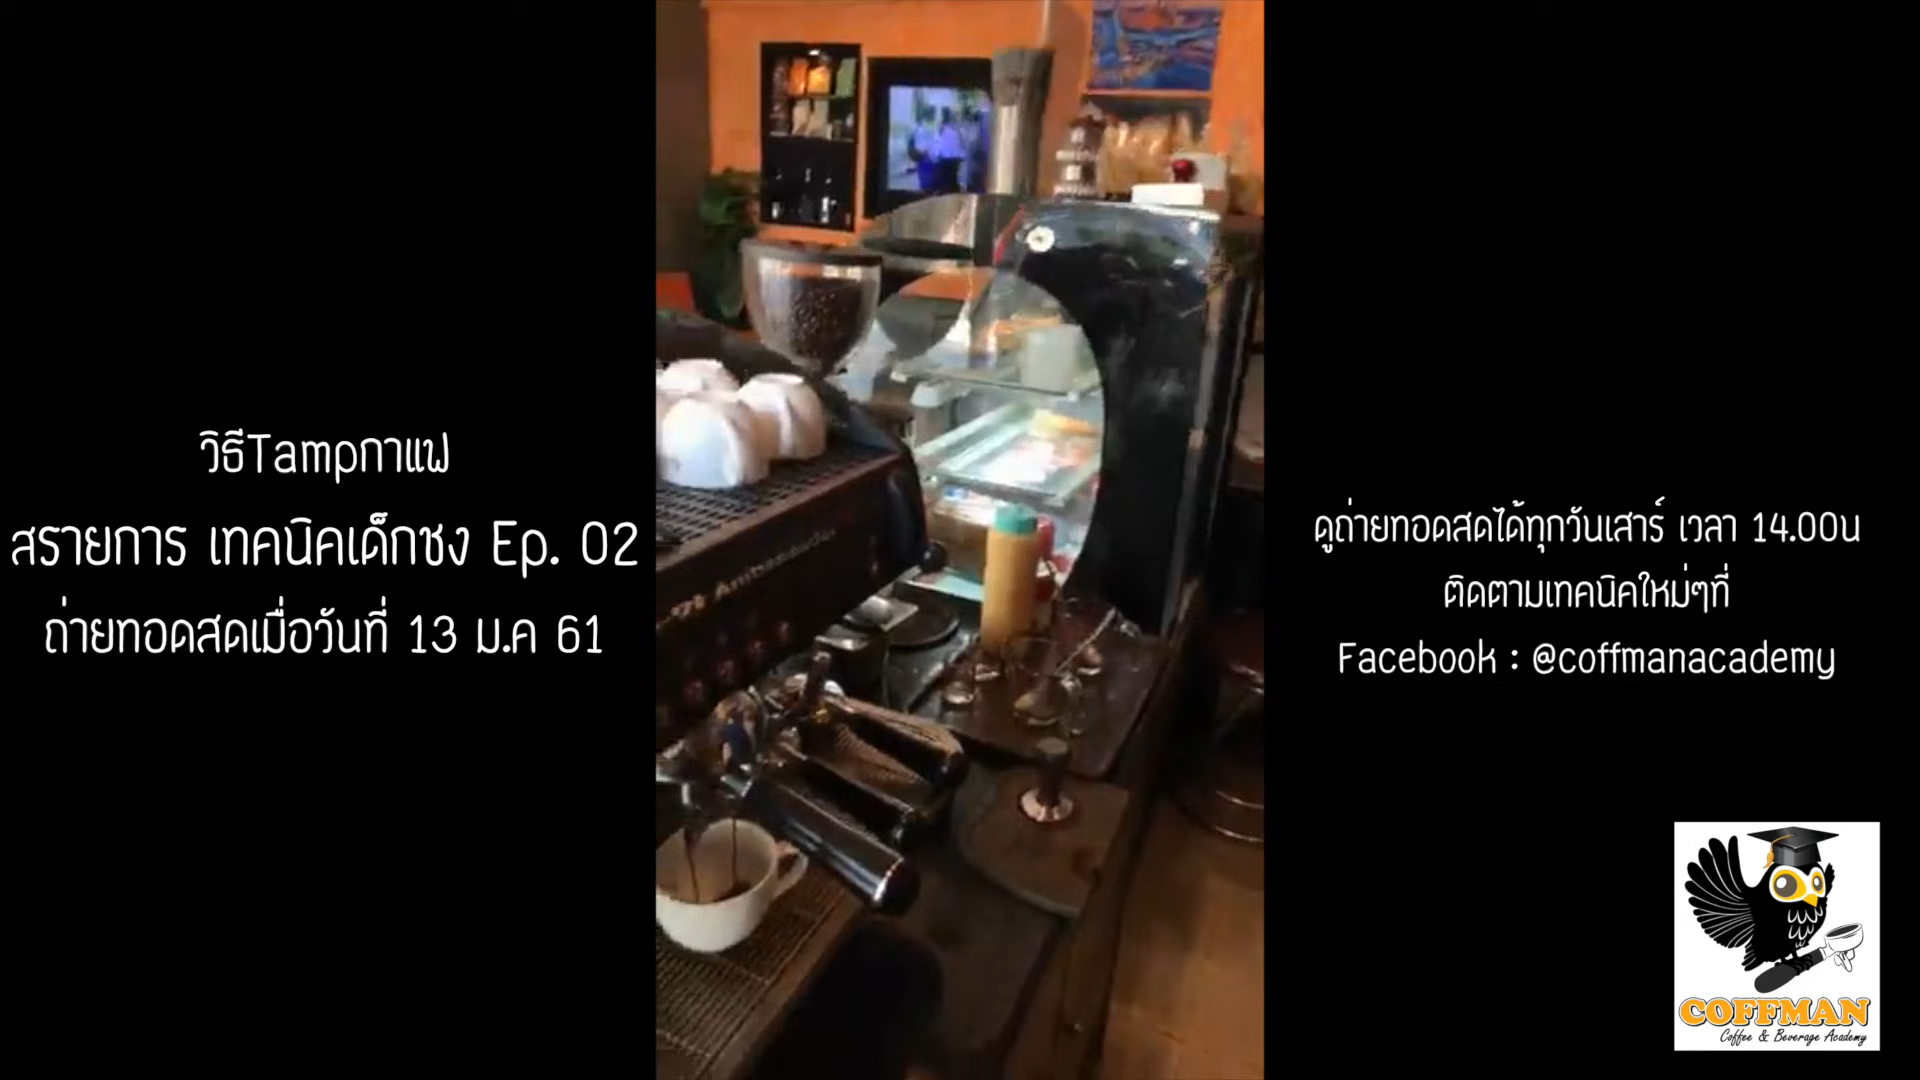 วิธีTampกาแฟ
สรายการ เทคนิคเด็กชง Ep. 02
ถ่ายทอดสดเมื่อวันที่ 13 ม.ค 61
ดูถ่ายทอดสดได้ทุกวันเสาร์ เวลา 14.00น
ติดตามเทคนิคใหม่ๆที่
Facebook : @coffmanacademy
Ambassador
COFFMAN
Coffee & Beverage Academy